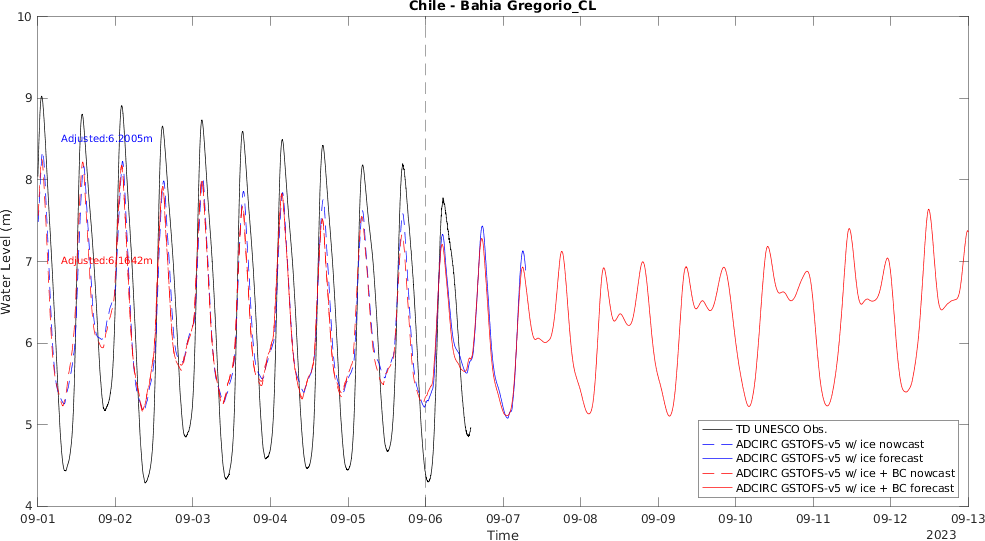 Chile - Bahia Gregorio_CL
Water Level (m)
10
9
8
7
6
5
4
Adjusted:6.2005m
Adjusted:6.1642m
TD UNESCO Obs.
ADCIRC GSTOFS-v5 w/ ice nowcast
ADCIRC GSTOFS-v5 w/ ice forecast
ADCIRC GSTOFS-v5 w/ ice + BC nowcast
ADCIRC GSTOFS-v5 w/ ice + BC forecast
09-01 09-02 09-03 09-04 09-05 09-06 09-07 09-08 09-09 09-10 09-11 09-12 09-13
Time
2023